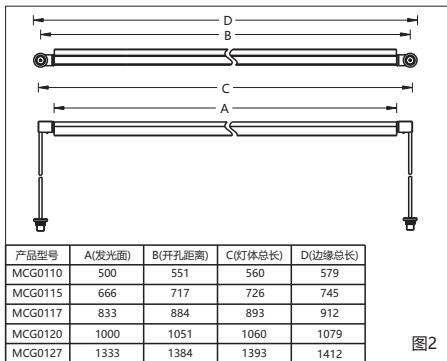 D
B
C
A
产品型号 A(发光面) B(开孔距离) C(灯体总长) D(边缘总长)
MCG0110 500 551 560 579
MCG0115 666 717 726 745
MCG0117 833 884 893 912
MCG0120 1000 1051 1060 1079
MCG0127 1333 1384 1393 1412
图2